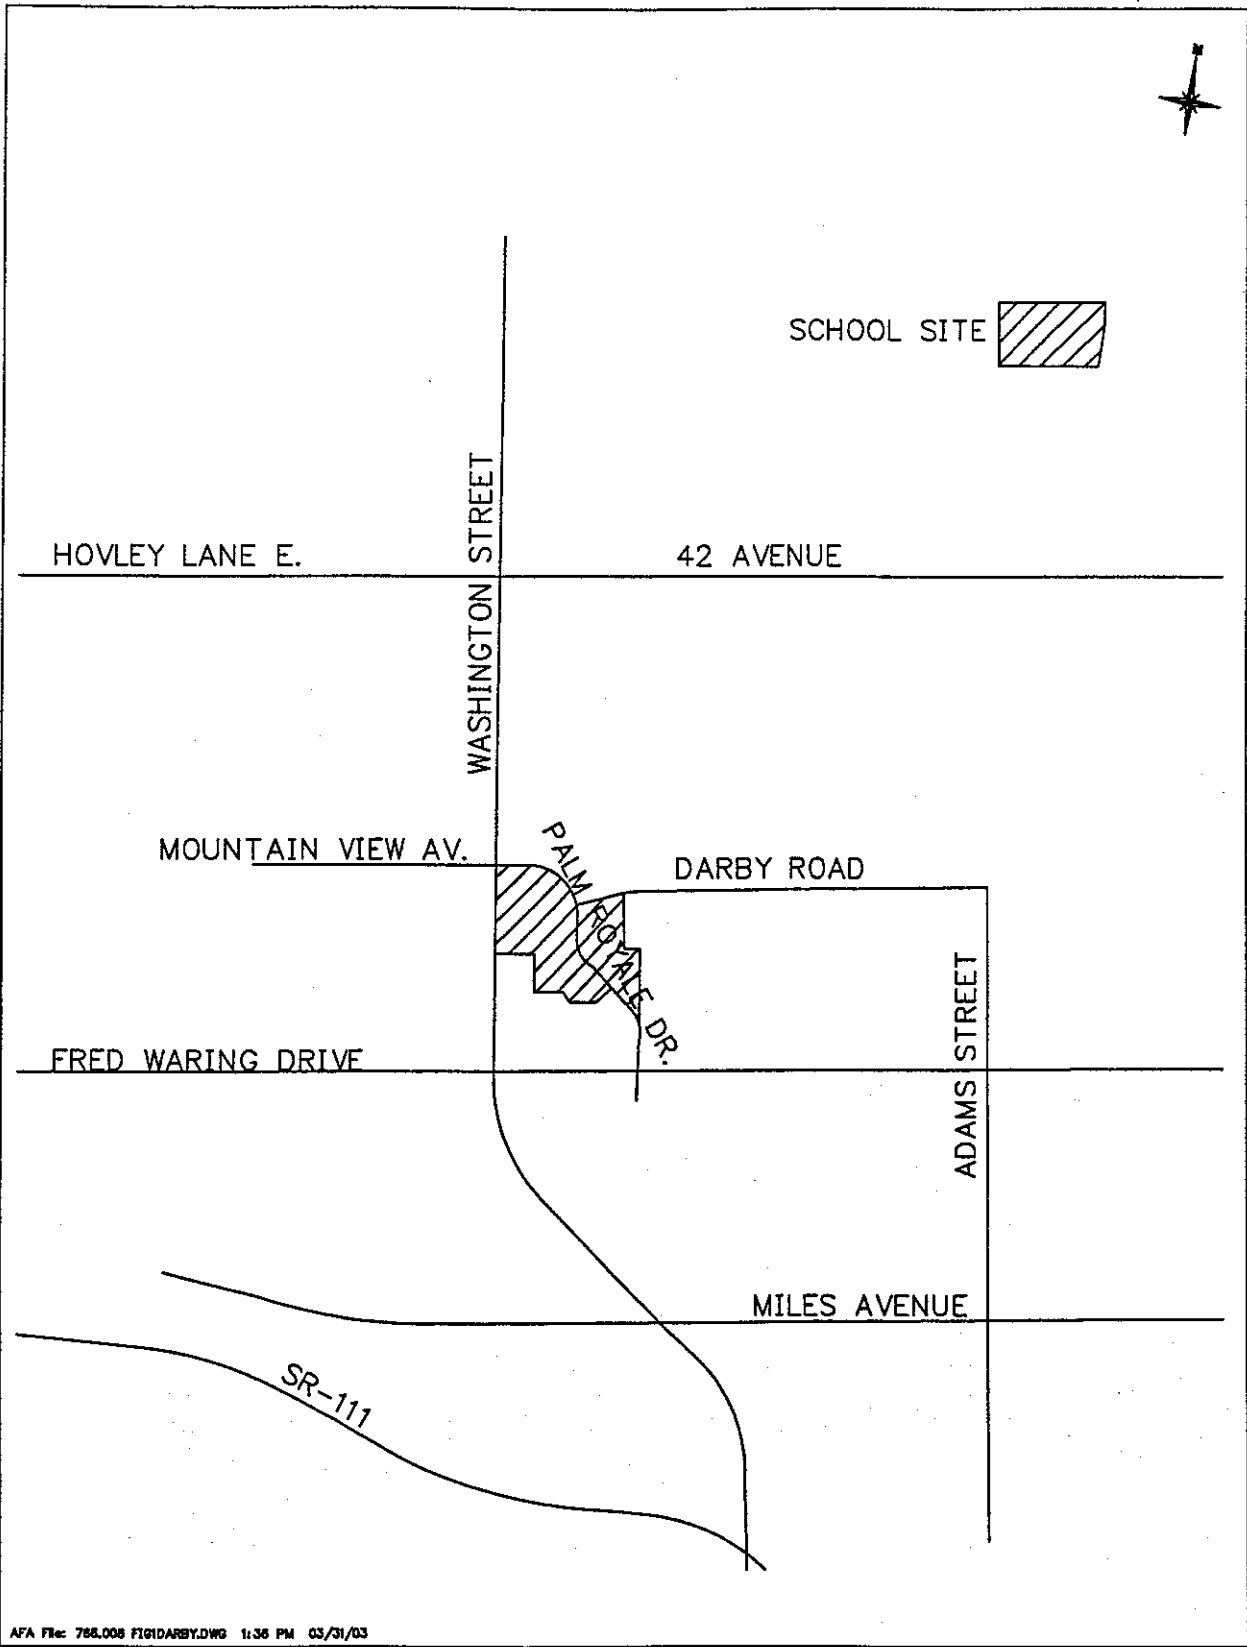 N
SCHOOL SITE
WASHINGTON STREET
HOVLEY LANE E.
42 AVENUE
MOUNTAIN VIEW AV.
PALM ROYALE DR.
DARBY ROAD
ADAMS STREET
FRED WARING DRIVE
MILES AVENUE
SR-111
AFA File: 766.008 FIG1DARBY.DWG 1:36 PM 03/31/03